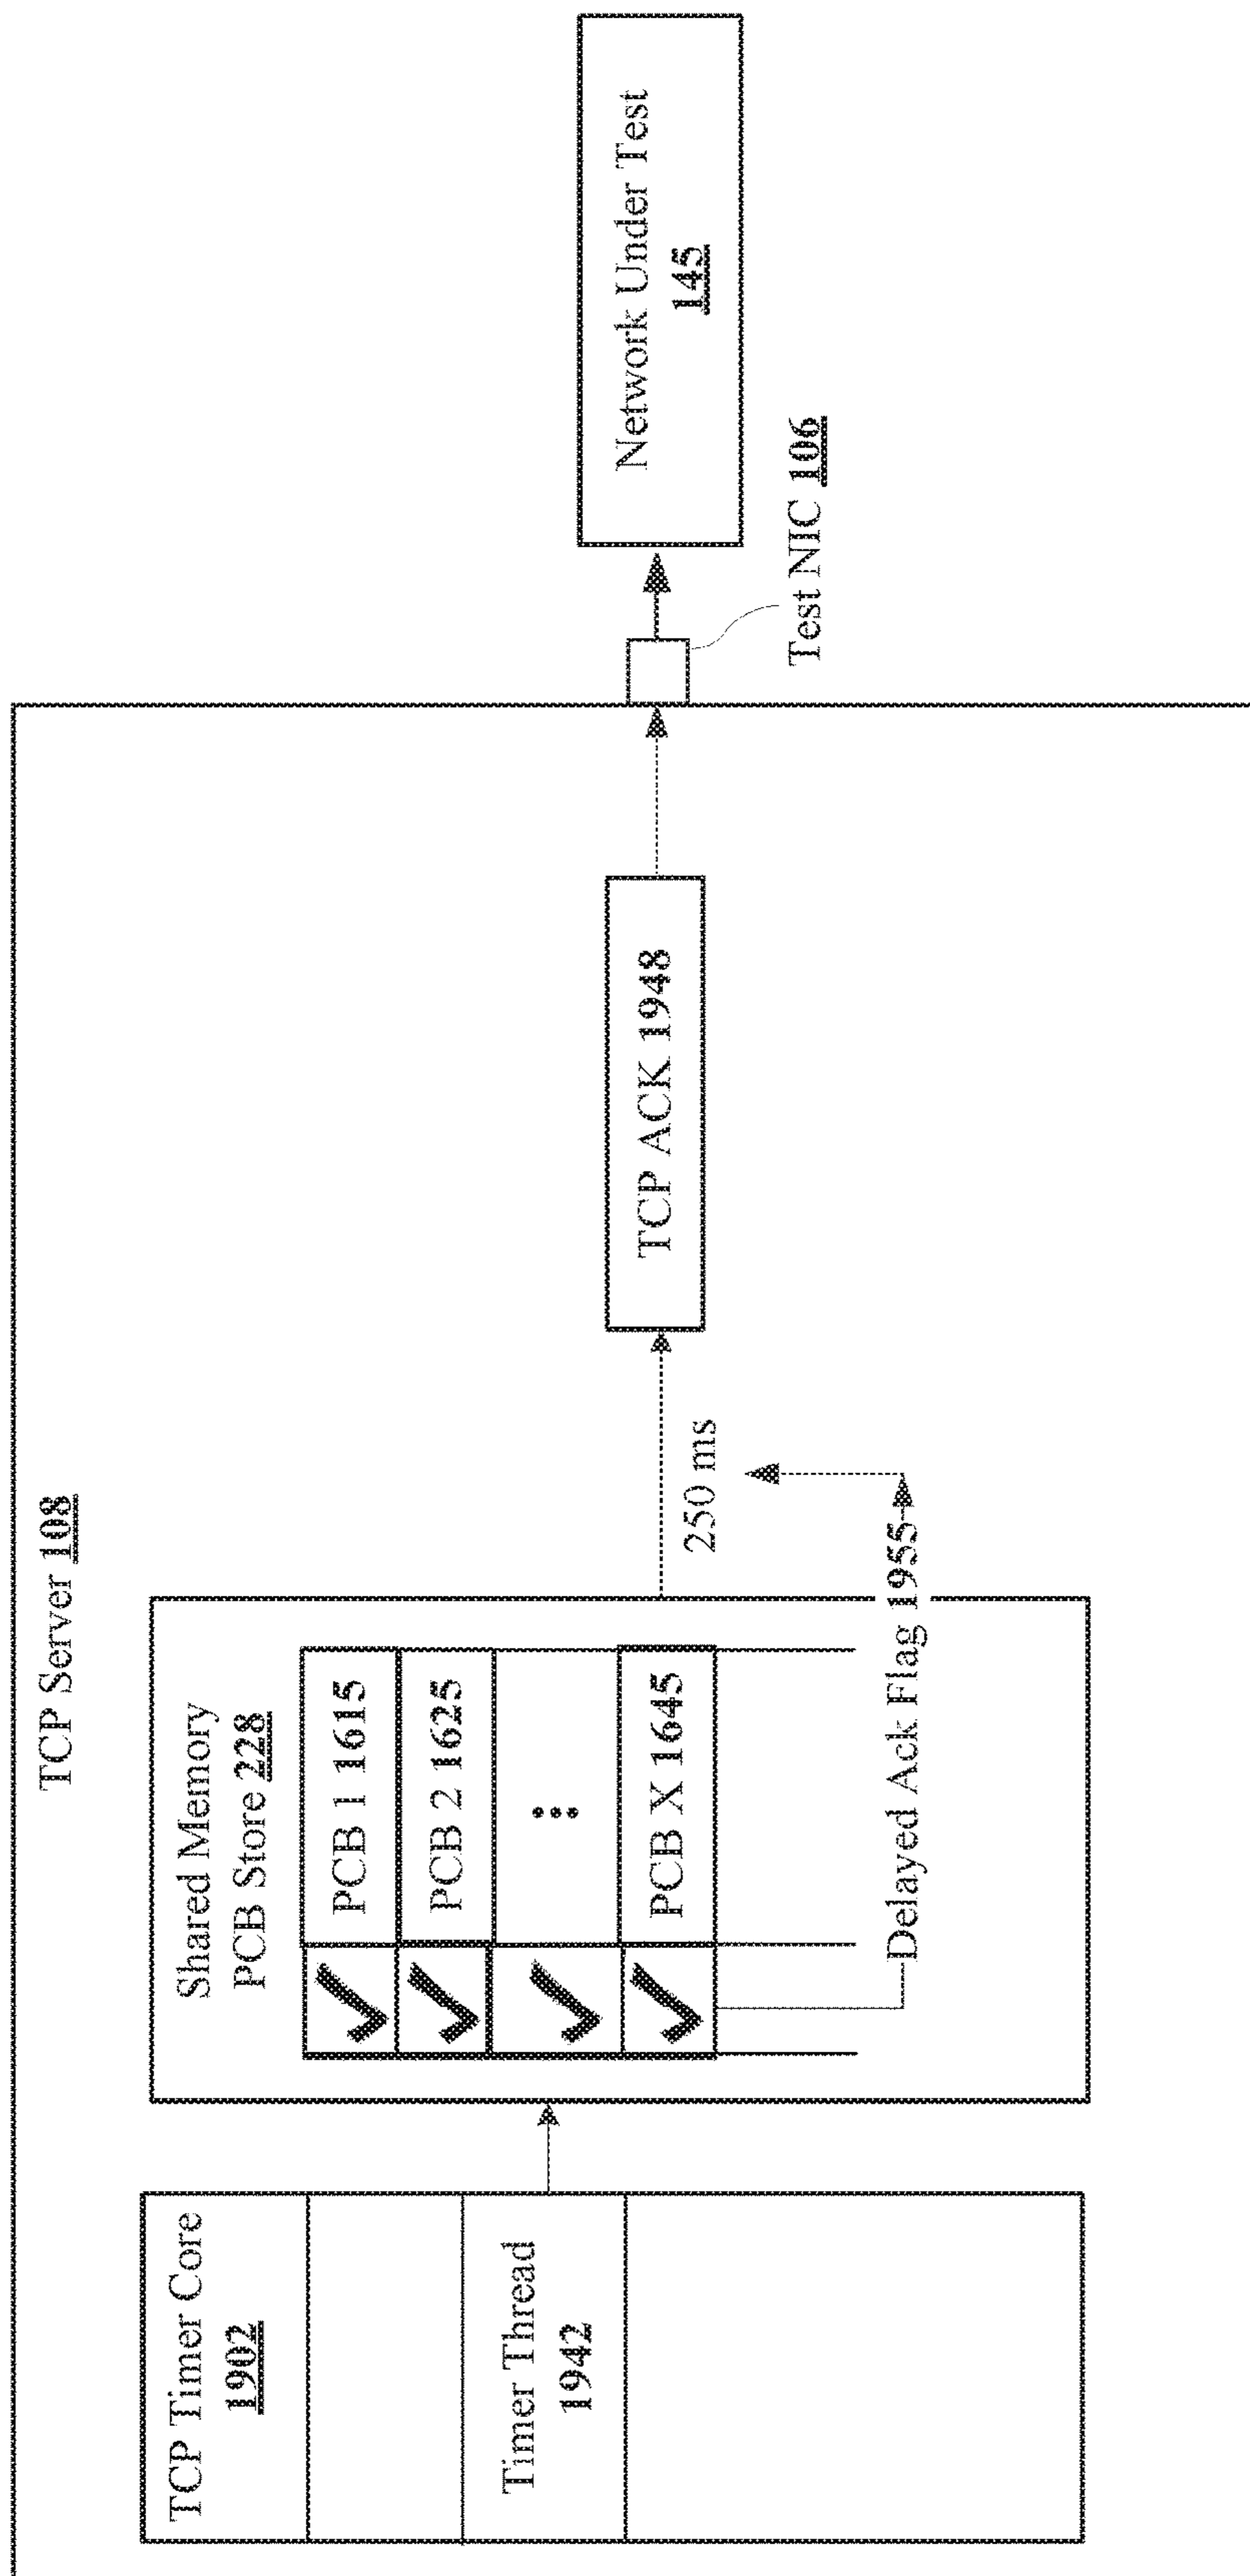 TCP Server 108
TCP Timer Core
1902
Timer Thread
1942
Shared Memory
PCB Store 228
PCB 1 1615
PCB 2 1625
PCB X 1645
Delayed Ack Flag 1955
250 ms
TCP ACK 1948
Test NIC 106
Network Under Test
145